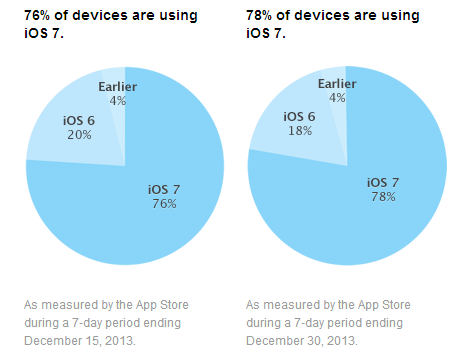 76% of devices are using
iOS 7.
Earlier
4%
iOS 6
20%
iOS 7
76%
As measured by the App Store
during a 7-day period ending
December 15, 2013.
78% of devices are using
iOS 7.
Earlier
4%
iOS 6
18%
iOS 7
78%
As measured by the App Store
during a 7-day period ending
December 30, 2013.